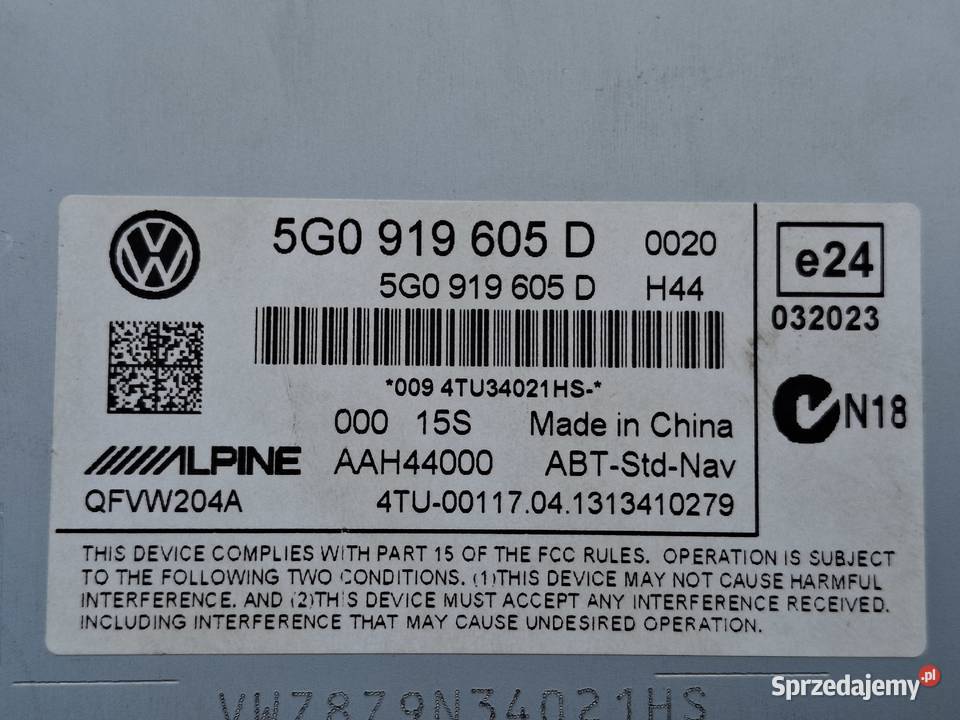 5G0 919 605 D 0020
5G0 919 605 D H44
*009 4TU34021HS-*
000 15S Made in China
ALPINE AAH44000 ABT-Std-Nav
QFVW204A 4TU-00117.04.1313410279
e24
032023
N18
THIS DEVICE COMPLIES WITH PART 15 OF THE FCC RULES. OPERATION IS SUBJECT
TO THE FOLLOWING TWO CONDITIONS. (1)THIS DEVICE MAY NOT CAUSE HARMFUL
INTERFERENCE. AND (2)THIS DEVICE MUST ACCEPT ANY INTERFERENCE RECEIVED.
INCLUDING INTERFERENCE THAT MAY CAUSE UNDESIRED OPERATION.
VWZ8Z9N34021HS
Sprzedajemy.pl